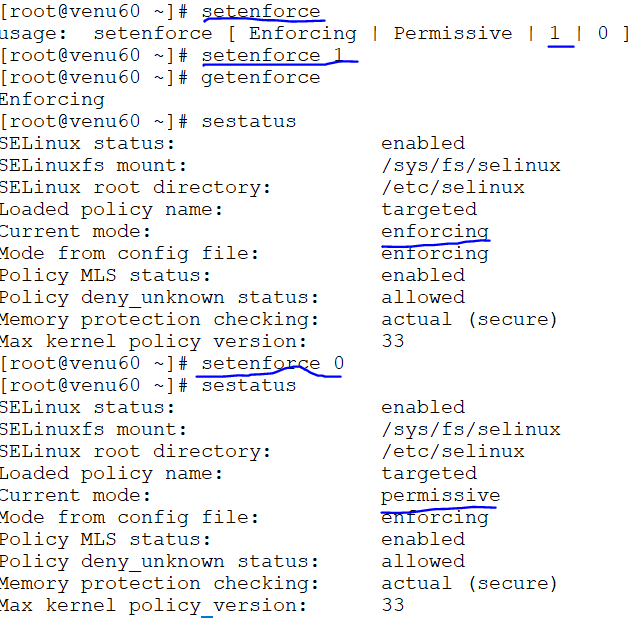 [root@venu60 ~]# setenforce
usage:  setenforce [ Enforcing | Permissive | 1 | 0 ]
[root@venu60 ~]# setenforce 1
[root@venu60 ~]# getenforce
Enforcing
[root@venu60 ~]# sestatus
SELinux status:                 enabled
SELinuxfs mount:                /sys/fs/selinux
SELinux root directory:         /etc/selinux
Loaded policy name:             targeted
Current mode:                   enforcing
Mode from config file:          enforcing
Policy MLS status:              enabled
Policy deny_unknown status:     allowed
Memory protection checking:     actual (secure)
Max kernel policy version:      33
[root@venu60 ~]# setenforce 0
[root@venu60 ~]# sestatus
SELinux status:                 enabled
SELinuxfs mount:                /sys/fs/selinux
SELinux root directory:         /etc/selinux
Loaded policy name:             targeted
Current mode:                   permissive
Mode from config file:          enforcing
Policy MLS status:              enabled
Policy deny_unknown status:     allowed
Memory protection checking:     actual (secure)
Max kernel policy version:      33